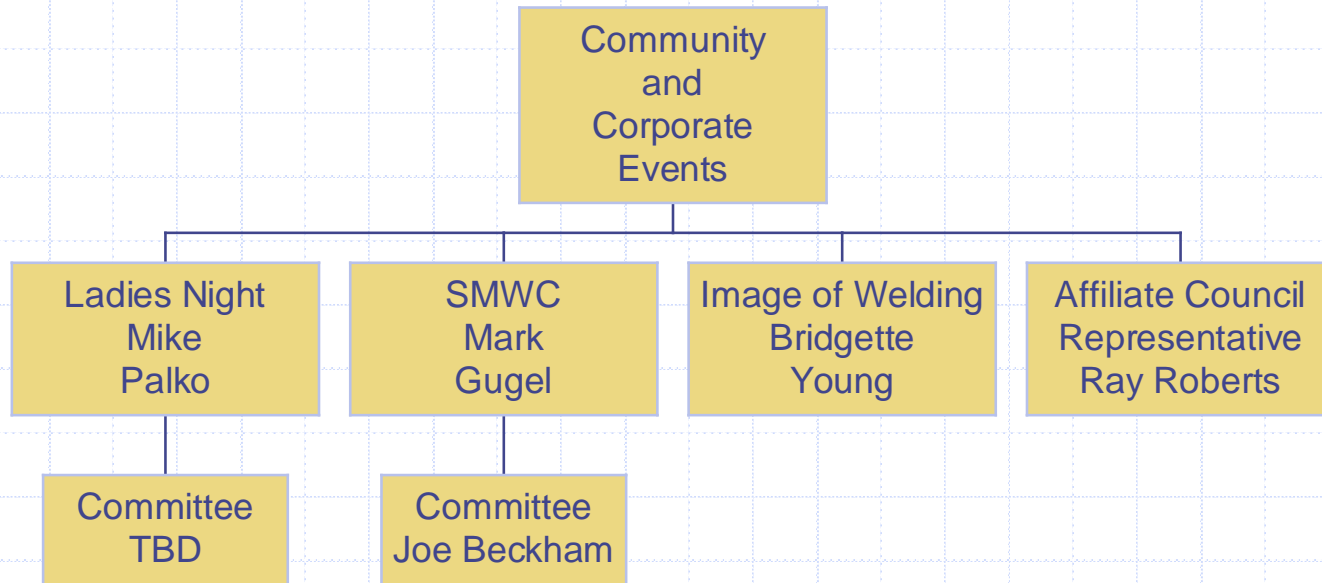 Community
and
Corporate
Events
Ladies Night
Mike
Palko
SMWC
Mark
Gugel
Image of Welding
Bridgette
Young
Affiliate Council
Representative
Ray Roberts
Committee
TBD
Committee
Joe Beckham